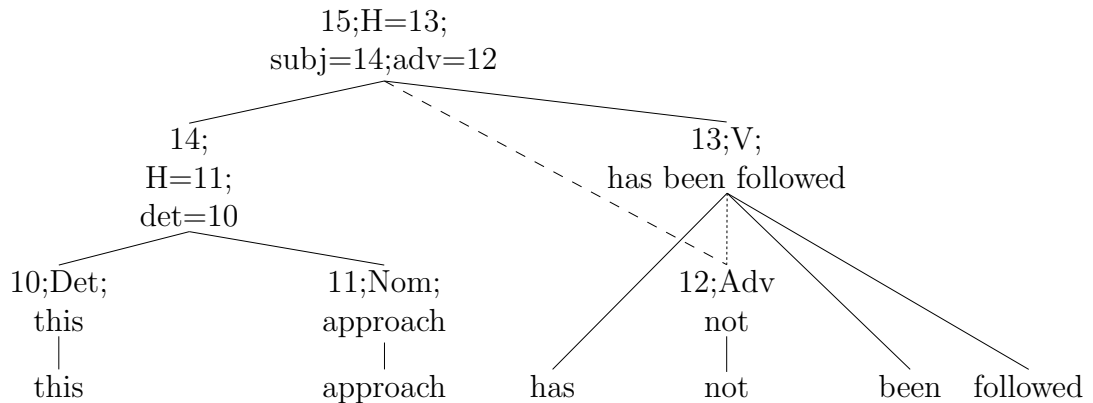 15;H=13;
subj=14;adv=12
14;
H=11;
det=10
13;V;
has been followed
10;Det;
this
11;Nom;
approach
12;Adv
not
this approach has not been followed